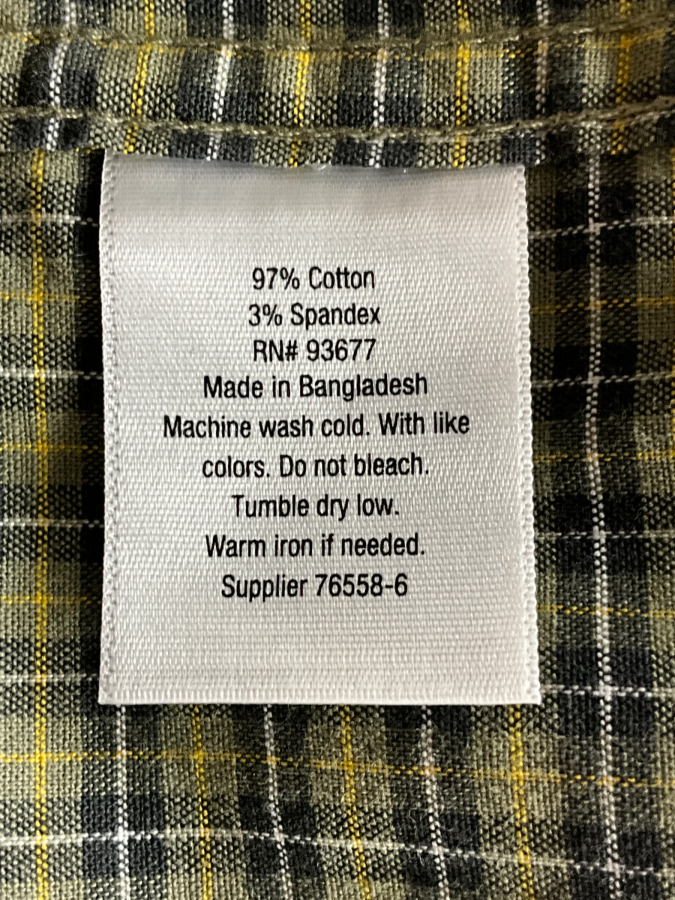 97% Cotton
3% Spandex
RN# 93677
Made in Bangladesh
Machine wash cold. With like
colors. Do not bleach.
Tumble dry low.
Warm iron if needed.
Supplier 76558-6